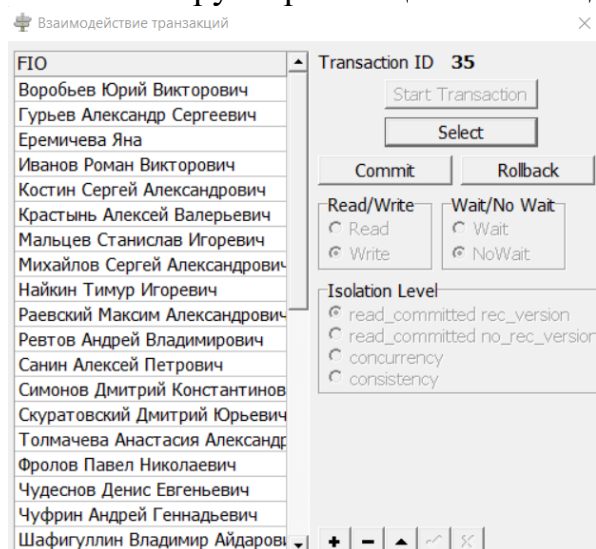 Взаимодействие транзакций
FIO
Воробьев Юрий Викторович
Гурьев Александр Сергеевич
Еремичева Яна
Иванов Роман Викторович
Костин Сергей Александрович
Крастынь Алексей Валерьевич
Мальцев Станислав Игоревич
Михайлов Сергей Александрович
Найкин Тимур Игоревич
Раевский Максим Александрович
Ревтов Андрей Владимирович
Санин Алексей Петрович
Симонов Дмитрий Константинов
Скуратовский Дмитрий Юрьевич
Толмачева Анастасия Александр
Фролов Павел Николаевич
Чудеснов Денис Евгеньевич
Чуфрин Андрей Геннадьевич
Шафигуллин Владимир Айдарови
Transaction ID 35
Start Transaction
Select
Commit Rollback
Read/Write Wait/No Wait
Read Wait
Write NoWait
Isolation Level
read_committed rec_version
read_committed no_rec_version
concurrency
consistency